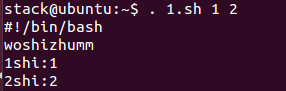 stack@ubuntu:~$ . 1.sh 1 2
#!/bin/bash
woshizhumm
1shi:1
2shi:2